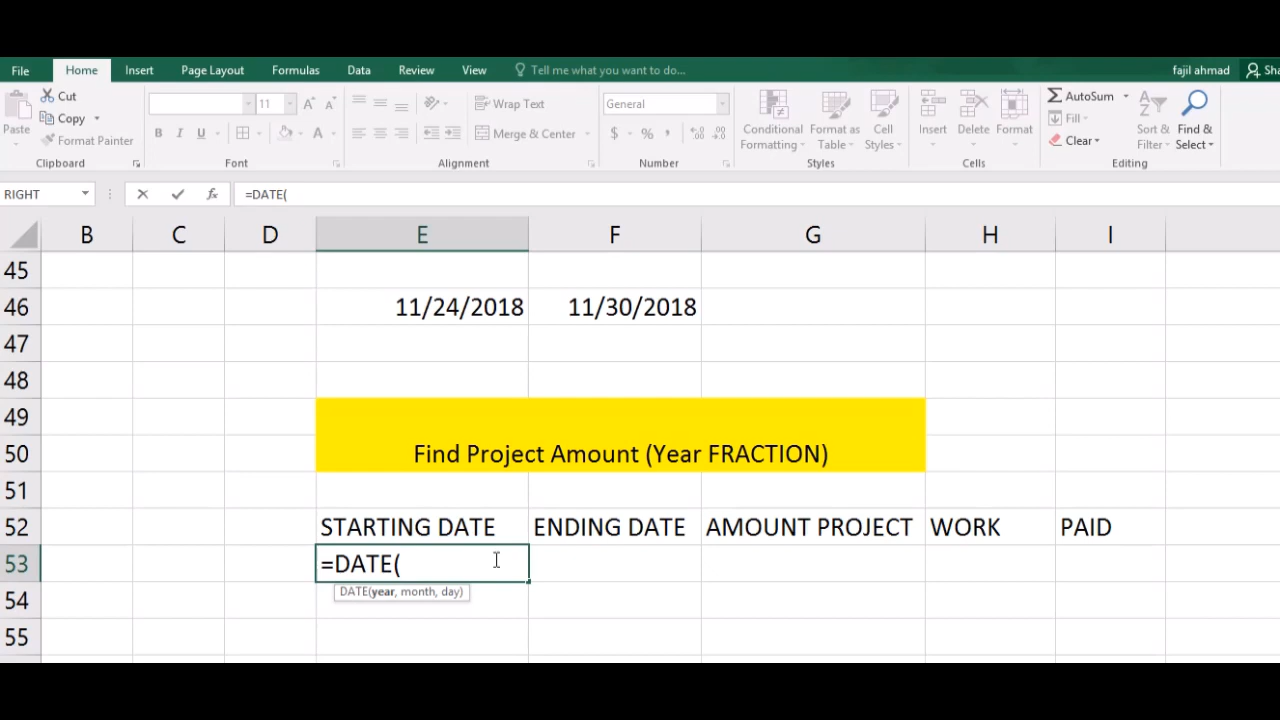 File Home Insert Page Layout Formulas Data Review View Tell me what you want to do... fajil ahmad Sha
Cut
Copy
Format Painter
Paste
11 A A
B I U A
Wrap Text
Merge & Center
General
$ % ,
Conditional Formatting
Format as Table
Cell Styles
Insert Delete Format
AutoSum
Fill
Clear
Sort & Filter
Find & Select
Clipboard Font Alignment Number Styles Cells Editing
RIGHT fx =DATE(
B C D E F G H I
45
46 11/24/2018 11/30/2018
47
48
49
50 Find Project Amount (Year FRACTION)
51
52 STARTING DATE ENDING DATE AMOUNT PROJECT WORK PAID
53 =DATE(
DATE(year, month, day)
54
55